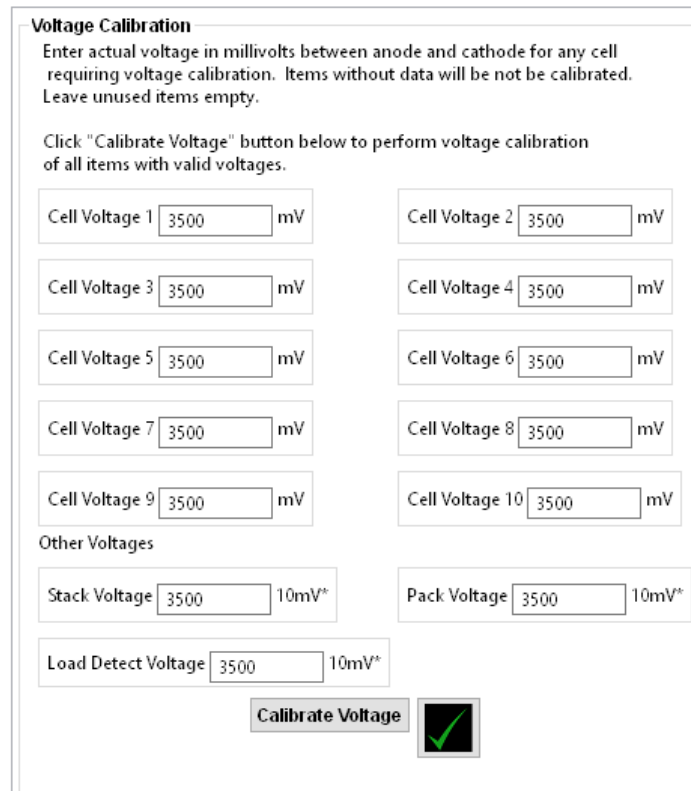 Voltage Calibration
Enter actual voltage in millivolts between anode and cathode for any cell
requiring voltage calibration. Items without data will be not be calibrated.
Leave unused items empty.
Click "Calibrate Voltage" button below to perform voltage calibration
of all items with valid voltages.
Cell Voltage 1 3500 mV Cell Voltage 2 3500 mV
Cell Voltage 3 3500 mV Cell Voltage 4 3500 mV
Cell Voltage 5 3500 mV Cell Voltage 6 3500 mV
Cell Voltage 7 3500 mV Cell Voltage 8 3500 mV
Cell Voltage 9 3500 mV Cell Voltage 10 3500 mV
Other Voltages
Stack Voltage 3500 10mV* Pack Voltage 3500 10mV*
Load Detect Voltage 3500 10mV*
Calibrate Voltage